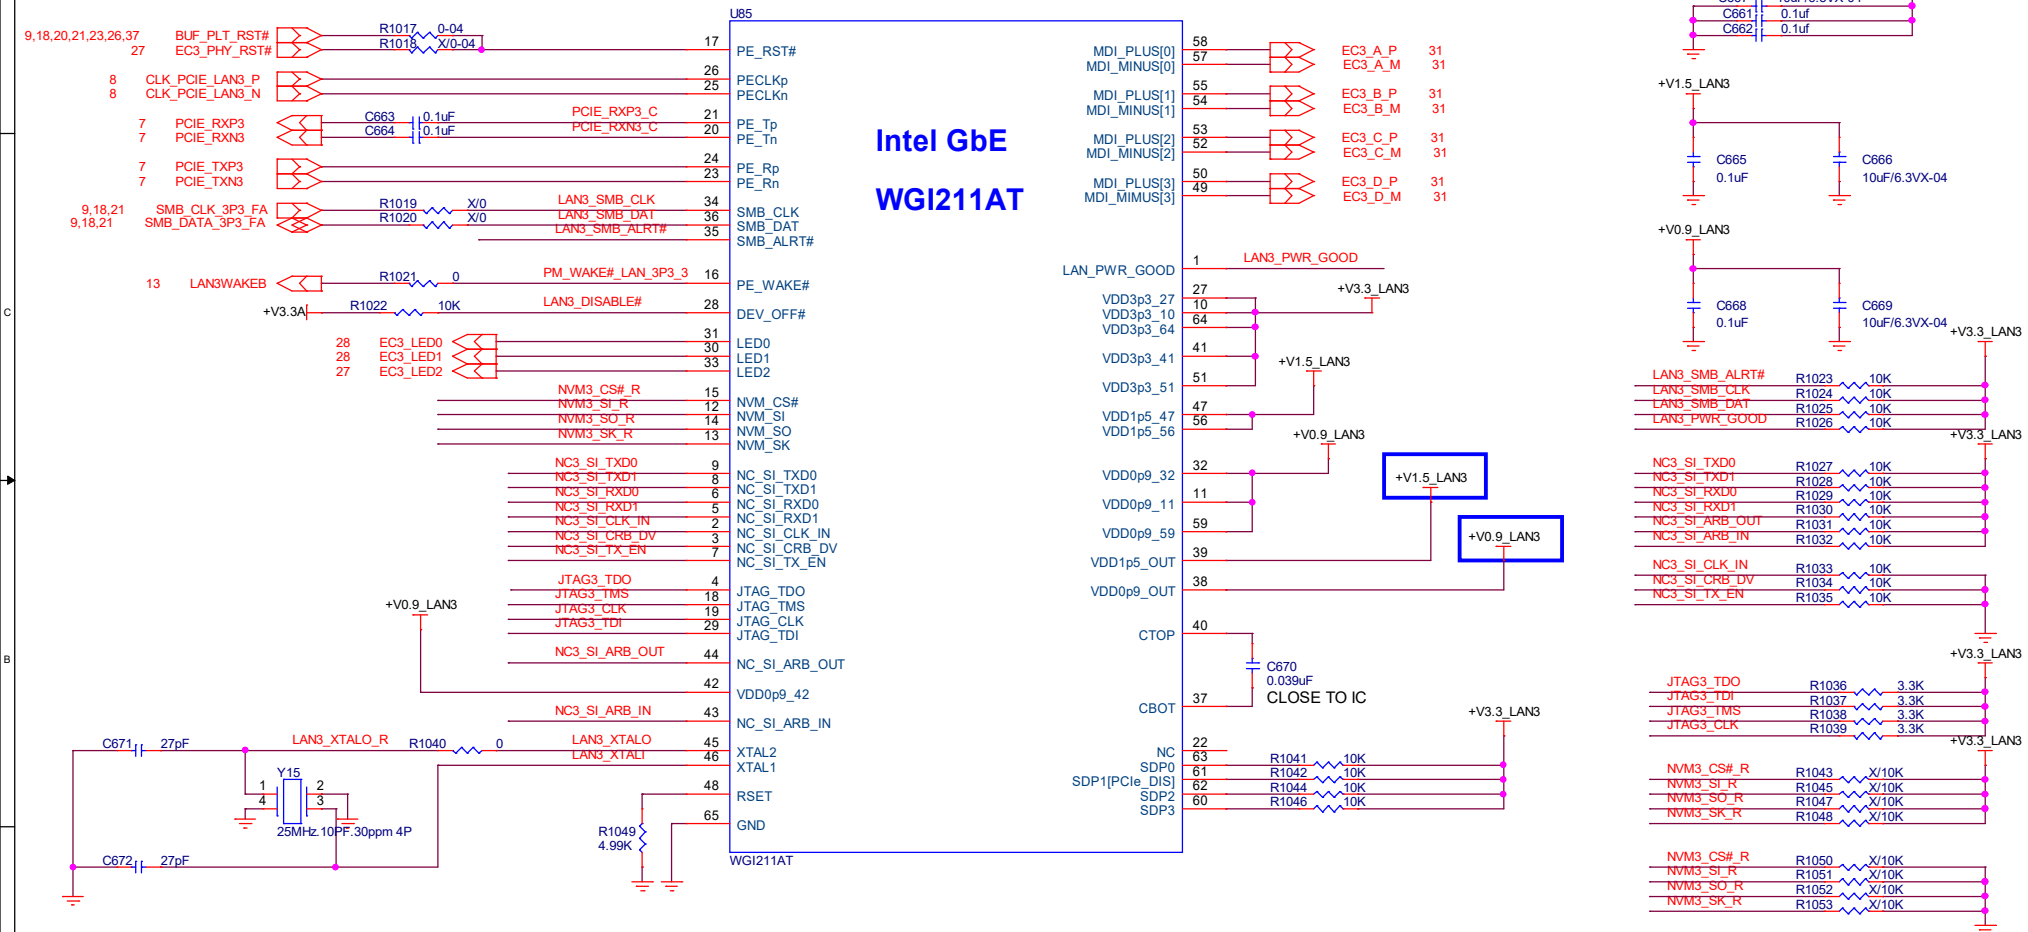 U85
9,18,20,21,23,26,37 BUF_PLT_RST# R1017 0-04
27 EC3_PHY_RST# R1018 X/0-04 17 PE_RST#
8 CLK_PCIE_LAN3_P 26 PECLKp
8 CLK_PCIE_LAN3_N 25 PECLKn
7 PCIE_RXP3 C663 0.1uF PCIE_RXP3_C 21 PE_Tp
7 PCIE_RXN3 C664 0.1uF PCIE_RXN3_C 20 PE_Tn
7 PCIE_TXP3 24 PE_Rp
7 PCIE_TXN3 23 PE_Rn
9,18,21 SMB_CLK_3P3_FA R1019 X/0 LAN3_SMB_CLK 34 SMB_CLK
9,18,21 SMB_DATA_3P3_FA R1020 X/0 LAN3_SMB_DAT 36 SMB_DAT
LAN3_SMB_ALRT# 35 SMB_ALRT#
13 LAN3WAKEB R1021 0 PM_WAKE#_LAN_3P3_3 16 PE_WAKE#
+V3.3A R1022 10K LAN3_DISABLE# 28 DEV_OFF#
28 EC3_LED0 31 LED0
28 EC3_LED1 30 LED1
27 EC3_LED2 33 LED2
NVM3_CS#_R 15 NVM_CS#
NVM3_SI_R 12 NVM_SI
NVM3_SO_R 14 NVM_SO
NVM3_SK_R 13 NVM_SK
NC3_SI_TXD0 9 NC_SI_TXD0
NC3_SI_TXD1 8 NC_SI_TXD1
NC3_SI_RXD0 6 NC_SI_RXD0
NC3_SI_RXD1 5 NC_SI_RXD1
NC3_SI_CLK_IN 2 NC_SI_CLK_IN
NC3_SI_CRB_DV 3 NC_SI_CRB_DV
NC3_SI_TX_EN 7 NC_SI_TX_EN
JTAG3_TDO 4 JTAG_TDO
JTAG3_TMS 18 JTAG_TMS
JTAG3_CLK 19 JTAG_CLK
JTAG3_TDI 29 JTAG_TDI
+V0.9_LAN3
NC3_SI_ARB_OUT 44 NC_SI_ARB_OUT
42 VDD0p9_42
NC3_SI_ARB_IN 43 NC_SI_ARB_IN
C671 27pF LAN3_XTALO_R R1040 0 LAN3_XTALO 45 XTAL2
LAN3_XTALI 46 XTAL1
Y15
1 2
4 3
25MHz.10PF.30ppm 4P
48 RSET
R1049
4.99K
65 GND
C672 27pF
WGI211AT
Intel GbE
WGI211AT
MDI_PLUS[0] 58 EC3_A_P 31
MDI_MINUS[0] 57 EC3_A_M 31
MDI_PLUS[1] 55 EC3_B_P 31
MDI_MINUS[1] 54 EC3_B_M 31
MDI_PLUS[2] 53 EC3_C_P 31
MDI_MINUS[2] 52 EC3_C_M 31
MDI_PLUS[3] 50 EC3_D_P 31
MDI_MIMUS[3] 49 EC3_D_M 31
LAN_PWR_GOOD 1 LAN3_PWR_GOOD
VDD3p3_27 27 +V3.3_LAN3
VDD3p3_10 10
VDD3p3_64 64
VDD3p3_41 41
+V1.5_LAN3
VDD3p3_51 51
VDD1p5_47 47
VDD1p5_56 56
+V0.9_LAN3
VDD0p9_32 32
VDD0p9_11 11
VDD0p9_59 59
+V1.5_LAN3
+V0.9_LAN3
VDD1p5_OUT 39
VDD0p9_OUT 38
CTOP 40
C670
0.039uF
CLOSE TO IC
CBOT 37
+V3.3_LAN3
NC 22
SDP0 63 R1041 10K
SDP1[PCIe_DIS] 61 R1042 10K
SDP2 62 R1044 10K
SDP3 60 R1046 10K
C661 0.1uf
C662 0.1uf
+V1.5_LAN3
C665 0.1uF
C666 10uF/6.3VX-04
+V0.9_LAN3
C668 0.1uF
C669 10uF/6.3VX-04
+V3.3_LAN3
LAN3_SMB_ALRT# R1023 10K
LAN3_SMB_CLK R1024 10K
LAN3_SMB_DAT R1025 10K
LAN3_PWR_GOOD R1026 10K
+V3.3_LAN3
NC3_SI_TXD0 R1027 10K
NC3_SI_TXD1 R1028 10K
NC3_SI_RXD0 R1029 10K
NC3_SI_RXD1 R1030 10K
NC3_SI_ARB_OUT R1031 10K
NC3_SI_ARB_IN R1032 10K
NC3_SI_CLK_IN R1033 10K
NC3_SI_CRB_DV R1034 10K
NC3_SI_TX_EN R1035 10K
+V3.3_LAN3
JTAG3_TDO R1036 3.3K
JTAG3_TDI R1037 3.3K
JTAG3_TMS R1038 3.3K
JTAG3_CLK R1039 3.3K
+V3.3_LAN3
NVM3_CS#_R R1043 X/10K
NVM3_SI_R R1045 X/10K
NVM3_SO_R R1047 X/10K
NVM3_SK_R R1048 X/10K
NVM3_CS#_R R1050 X/10K
NVM3_SI_R R1051 X/10K
NVM3_SO_R R1052 X/10K
NVM3_SK_R R1053 X/10K
C
B